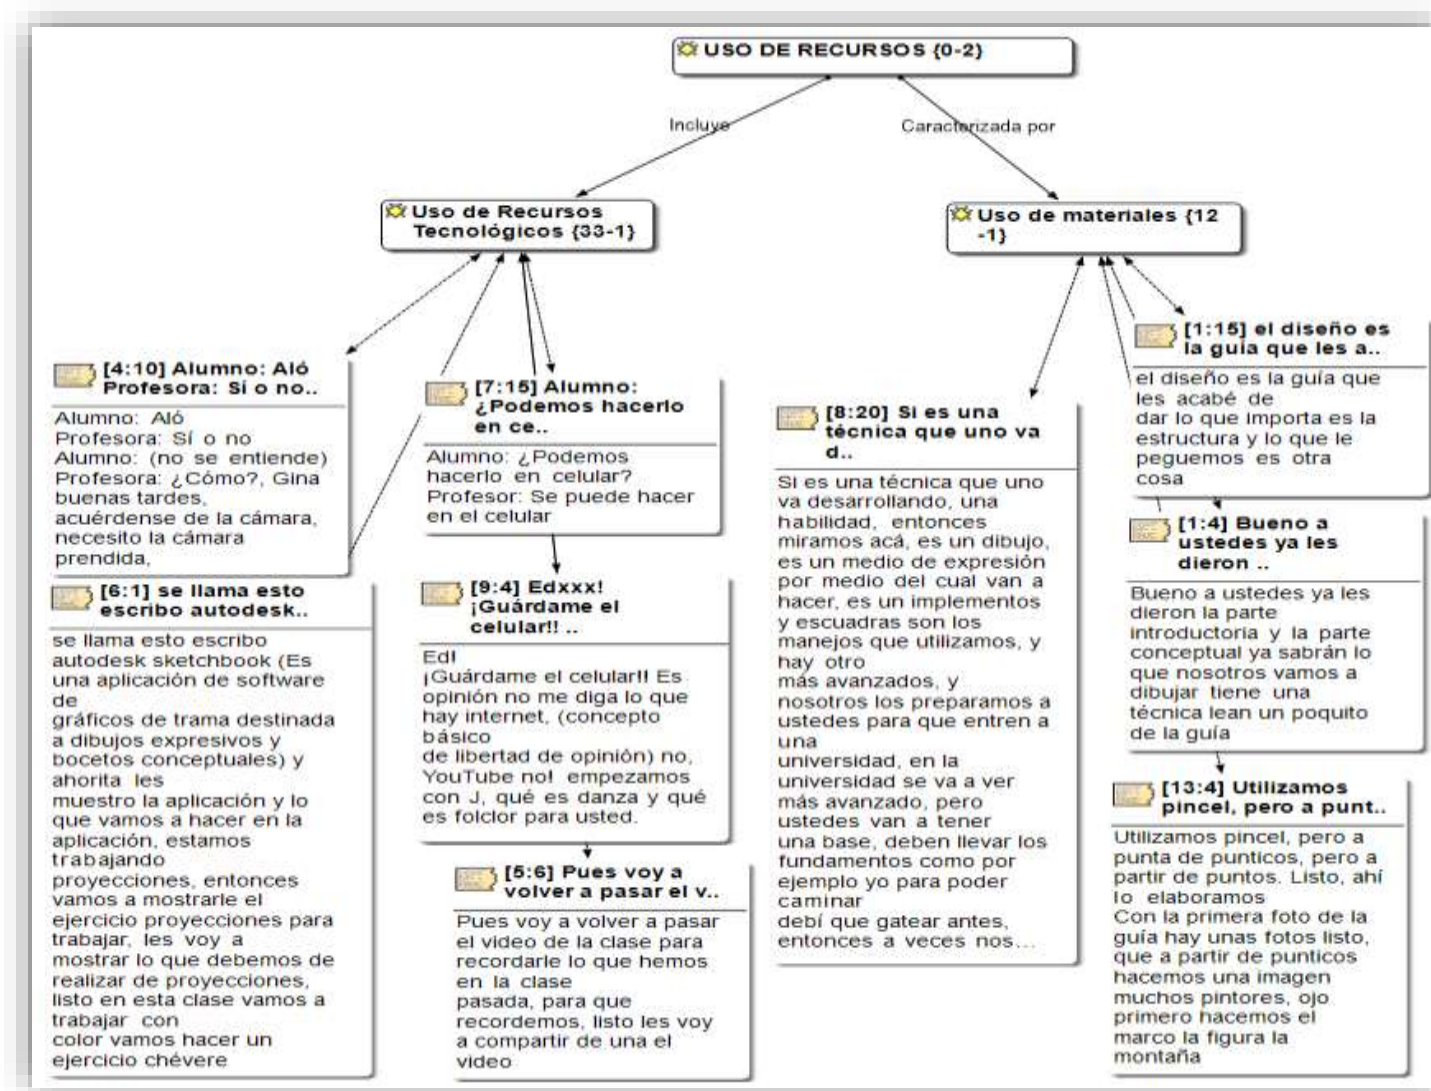 USO DE RECURSOS {0-2}
Incluye
Caracterizada por
Uso de Recursos
Tecnológicos {33-1}
Uso de materiales {12
-1}
[4:10] Alumno: Aló
Profesora: Sí o no..
Alumno: Aló
Profesora: Sí o no
Alumno: (no se entiende)
Profesora: ¿Cómo?, Gina
buenas tardes,
acuérdense de la cámara,
necesito la cámara
prendida,
[6:1] se llama esto
escribo autodesk..
se llama esto escribo
autodesk sketchbook (Es
una aplicación de software
de
gráficos de trama destinada
a dibujos expresivos y
bocetos conceptuales) y
ahorita les
muestro la aplicación y lo
que vamos a hacer en la
aplicación, estamos
trabajando
proyecciones, entonces
vamos a mostrarle el
ejercicio proyecciones para
trabajar, les voy a
mostrar lo que debemos de
realizar de proyecciones,
listo en esta clase vamos a
trabajar con
color vamos hacer un
ejercicio chévere
[7:15] Alumno:
¿Podemos hacerlo
en ce..
Alumno: ¿Podemos
hacerlo en celular?
Profesor: Se puede hacer
en el celular
[9:4] Edxxx!
¡Guárdame el
celular!! ..
Ed!
¡Guárdame el celular!! Es
opinión no me diga lo que
hay internet, (concepto
básico
de libertad de opinión) no,
YouTube no! empezamos
con J, qué es danza y qué
es folclor para usted.
[5:6] Pues voy a
volver a pasar el v..
Pues voy a volver a pasar
el video de la clase para
recordarle lo que hemos
en la clase
pasada, para que
recordemos, listo les voy
a compartir de una el
video
[8:20] Si es una
técnica que uno va
d..
Si es una técnica que uno
va desarrollando, una
habilidad, entonces
miramos acá, es un dibujo,
es un medio de expresión
por medio del cual van a
hacer, es un implementos
y escuadras son los
manejos que utilizamos, y
hay otro
más avanzados, y
nosotros los preparamos a
ustedes para que entren a
una
universidad, en la
universidad se va a ver
más avanzado, pero
ustedes van a tener
una base, deben llevar los
fundamentos como por
ejemplo yo para poder
caminar
debí que gatear antes,
entonces a veces nos...
[1:15] el diseño es
la guía que les a..
el diseño es la guía que
les acabé de
dar lo que importa es la
estructura y lo que le
peguemos es otra
cosa
[1:4] Bueno a
ustedes ya les
dieron ..
Bueno a ustedes ya les
dieron la parte
introductoria y la parte
conceptual ya sabrán lo
que nosotros vamos a
dibujar tiene una
técnica lean un poquito
de la guía
[13:4] Utilizamos
pincel, pero a punt..
Utilizamos pincel, pero a
punta de punticos, pero a
partir de puntos. Listo, ahí
lo elaboramos
Con la primera foto de la
guía hay unas fotos listo,
que a partir de punticos
hacemos una imagen
muchos pintores, ojo
primero hacemos el
marco la figura la
montaña